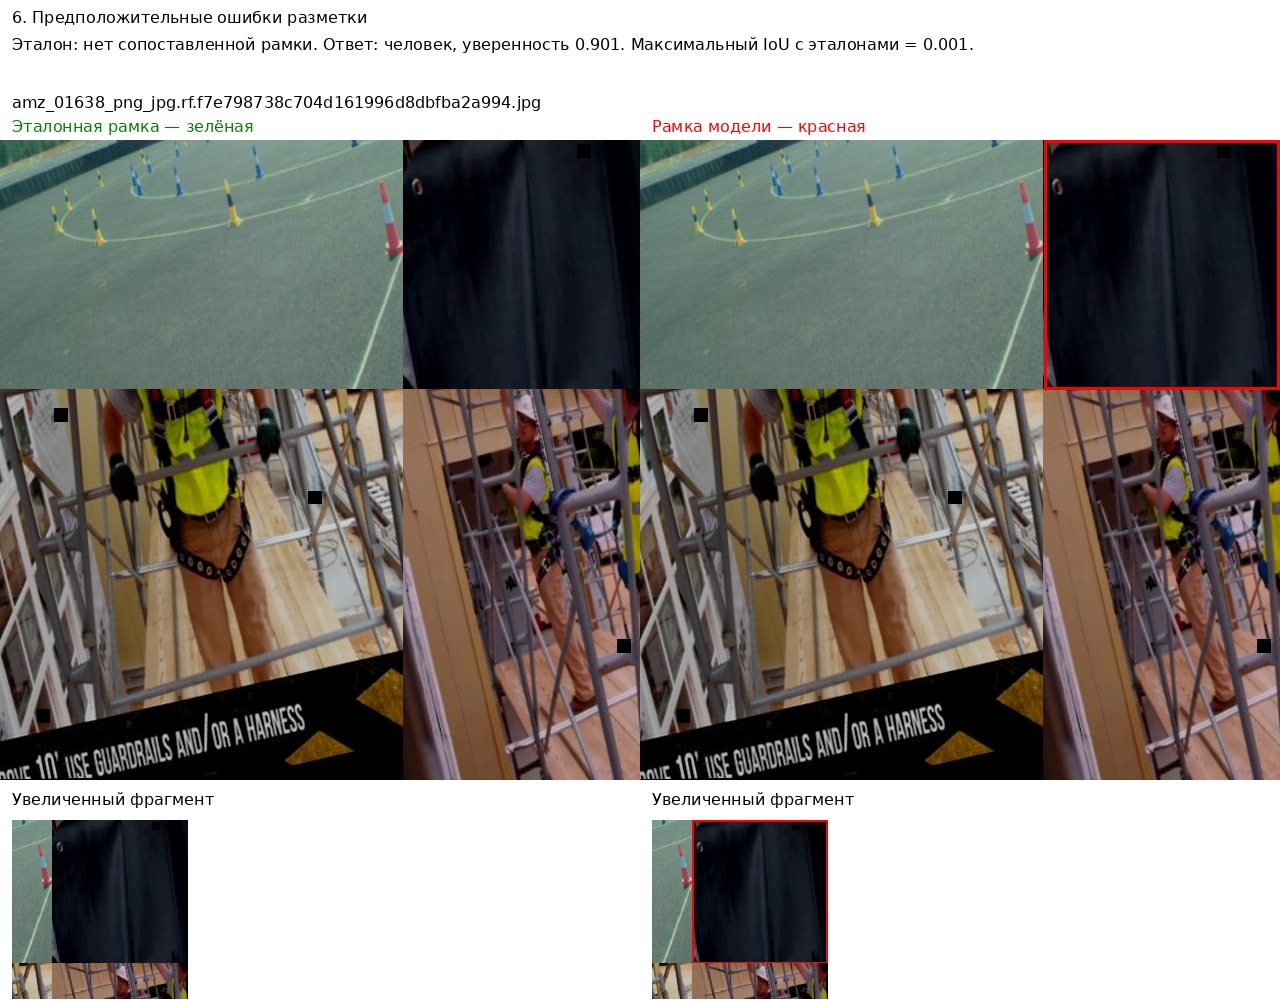 6. Предположительные ошибки разметки
Эталон: нет сопоставленной рамки. Ответ: человек, уверенность 0.901. Максимальный IoU с эталонами = 0.001.
amz_01638_png_jpg.rf.f7e798738c704d161996d8dbfba2a994.jpg
Эталонная рамка — зелёная
Рамка модели — красная
10' USE GUARDRAILS AND/OR A HARNESS
10' USE GUARDRAILS AND/OR A HARNESS
Увеличенный фрагмент
Увеличенный фрагмент